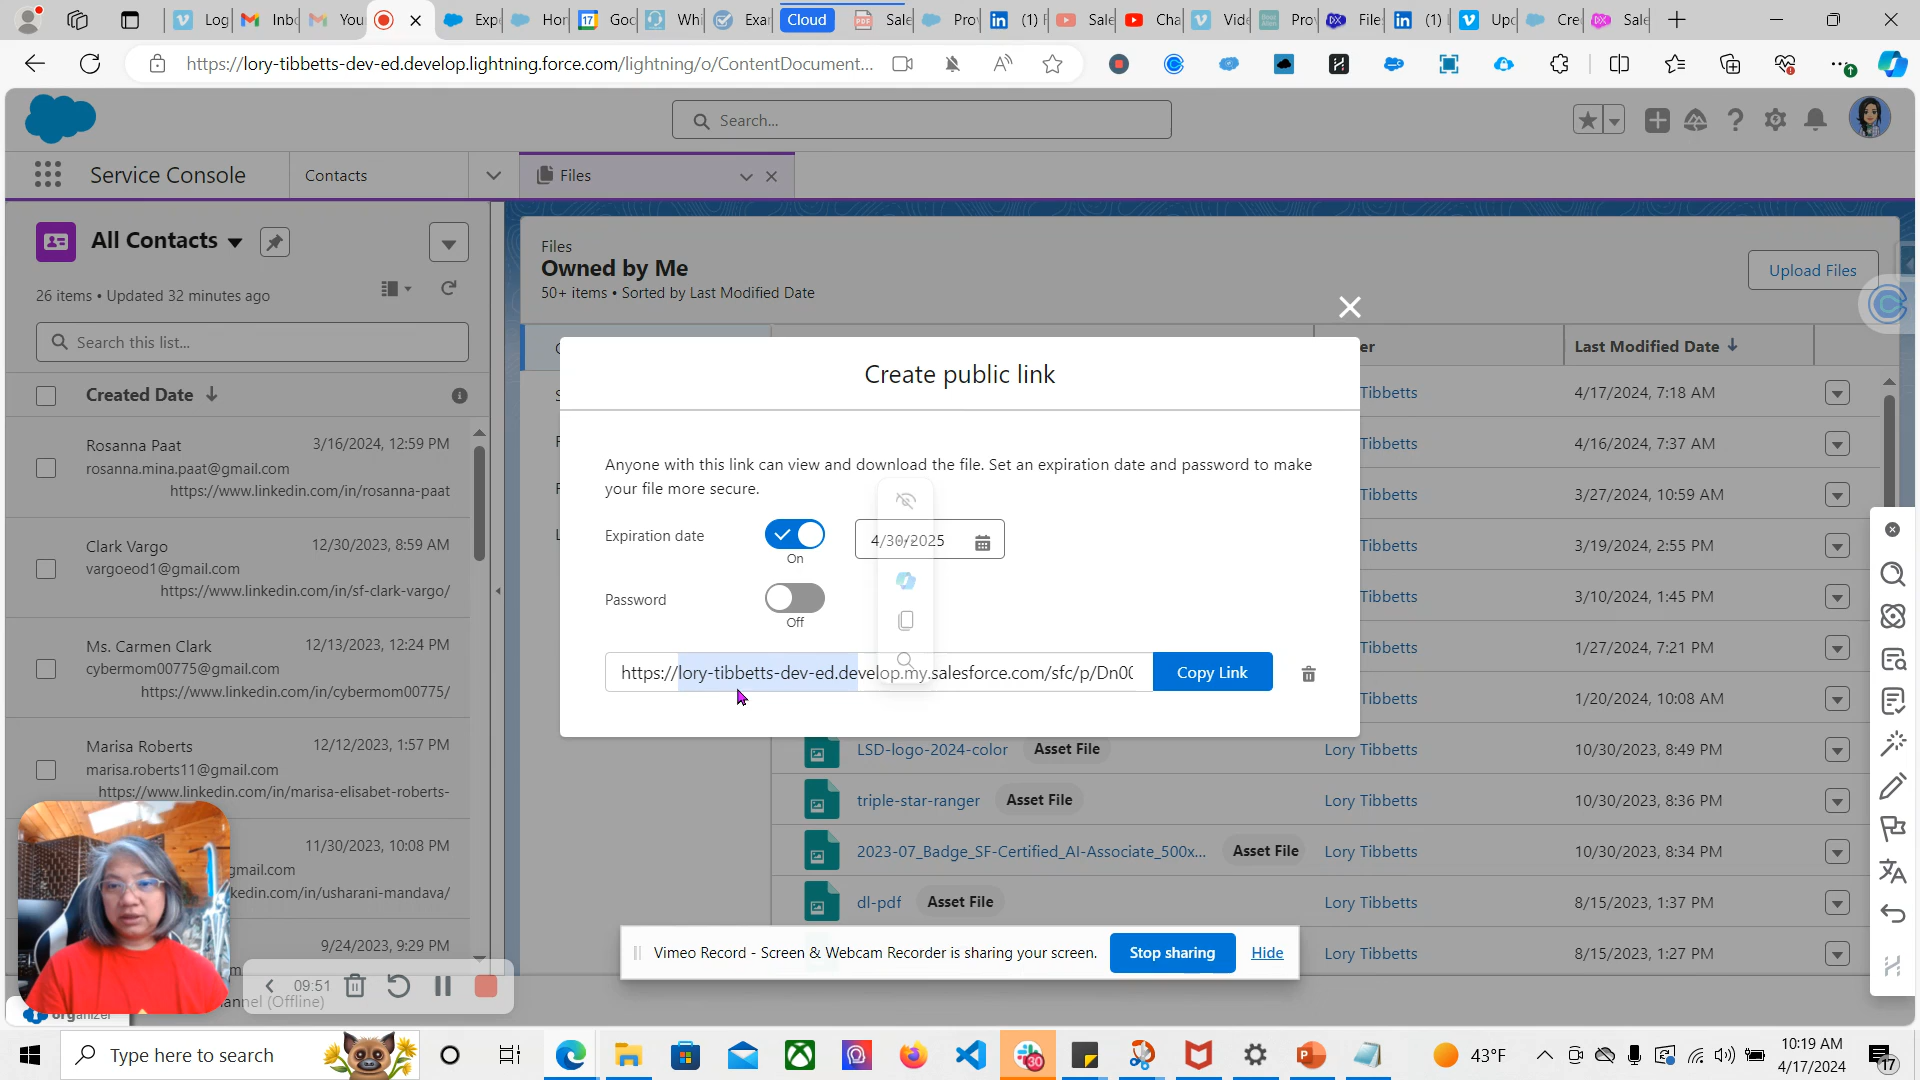 Log
Inb
You
Exp
Hor
Goo
Whi
Exar
Cloud
Sale
Pro
(1) F
Sale
Cha
Vide
Pro
File
(1)
Upc
Cre
Sale
https://lory-tibbetts-dev-ed.develop.lightning.force.com/lightning/o/ContentDocument...
Search...
Service Console
Contacts
Files
All Contacts
26 items • Updated 32 minutes ago
Search this list...
Created Date
Rosanna Paat
3/16/2024, 12:59 PM
rosanna.mina.paat@gmail.com
https://www.linkedin.com/in/rosanna-paat
Clark Vargo
12/30/2023, 8:59 AM
vargoeod1@gmail.com
https://www.linkedin.com/in/sf-clark-vargo/
Ms. Carmen Clark
12/13/2023, 12:24 PM
cybermom00775@gmail.com
https://www.linkedin.com/in/cybermom00775/
Marisa Roberts
12/12/2023, 1:57 PM
marisa.roberts11@gmail.com
https://www.linkedin.com/in/marisa-elisabet-roberts-
11/30/2023, 10:08 PM
gmail.com
kedin.com/in/usharani-mandava/
9/24/2023, 9:29 PM
Files
Owned by Me
50+ items • Sorted by Last Modified Date
Upload Files
er
Last Modified Date
Tibbetts
4/17/2024, 7:18 AM
Tibbetts
4/16/2024, 7:37 AM
Tibbetts
3/27/2024, 10:59 AM
Tibbetts
3/19/2024, 2:55 PM
Tibbetts
3/10/2024, 1:45 PM
Tibbetts
1/27/2024, 7:21 PM
Tibbetts
1/20/2024, 10:08 AM
LSD-logo-2024-color
Asset File
Lory Tibbetts
10/30/2023, 8:49 PM
triple-star-ranger
Asset File
Lory Tibbetts
10/30/2023, 8:36 PM
2023-07_Badge_SF-Certified_AI-Associate_500x...
Asset File
Lory Tibbetts
10/30/2023, 8:34 PM
dl-pdf
Asset File
Lory Tibbetts
8/15/2023, 1:37 PM
Lory Tibbetts
8/15/2023, 1:27 PM
Create public link
Anyone with this link can view and download the file. Set an expiration date and password to make
your file more secure.
Expiration date
On
4/30/2025
Password
Off
https://lory-tibbetts-dev-ed.develop.my.salesforce.com/sfc/p/Dn0(
Copy Link
Vimeo Record - Screen & Webcam Recorder is sharing your screen.
Stop sharing
Hide
09:51
annel (Offline)
organizer
Type here to search
30
43°F
10:19 AM
4/17/2024
17